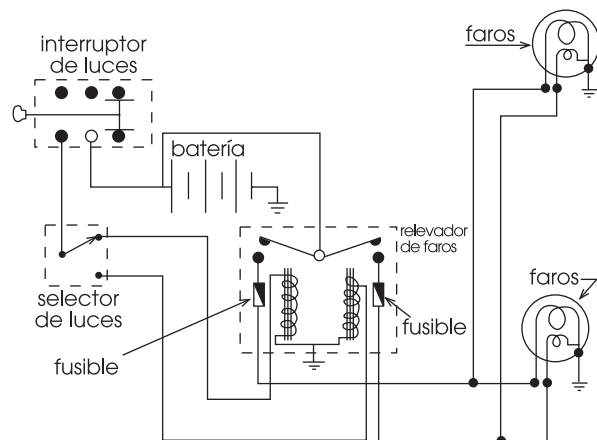 interruptor
de luces
faros
batería
relevador
de faros
selector
de luces
fusible
fusible
faros